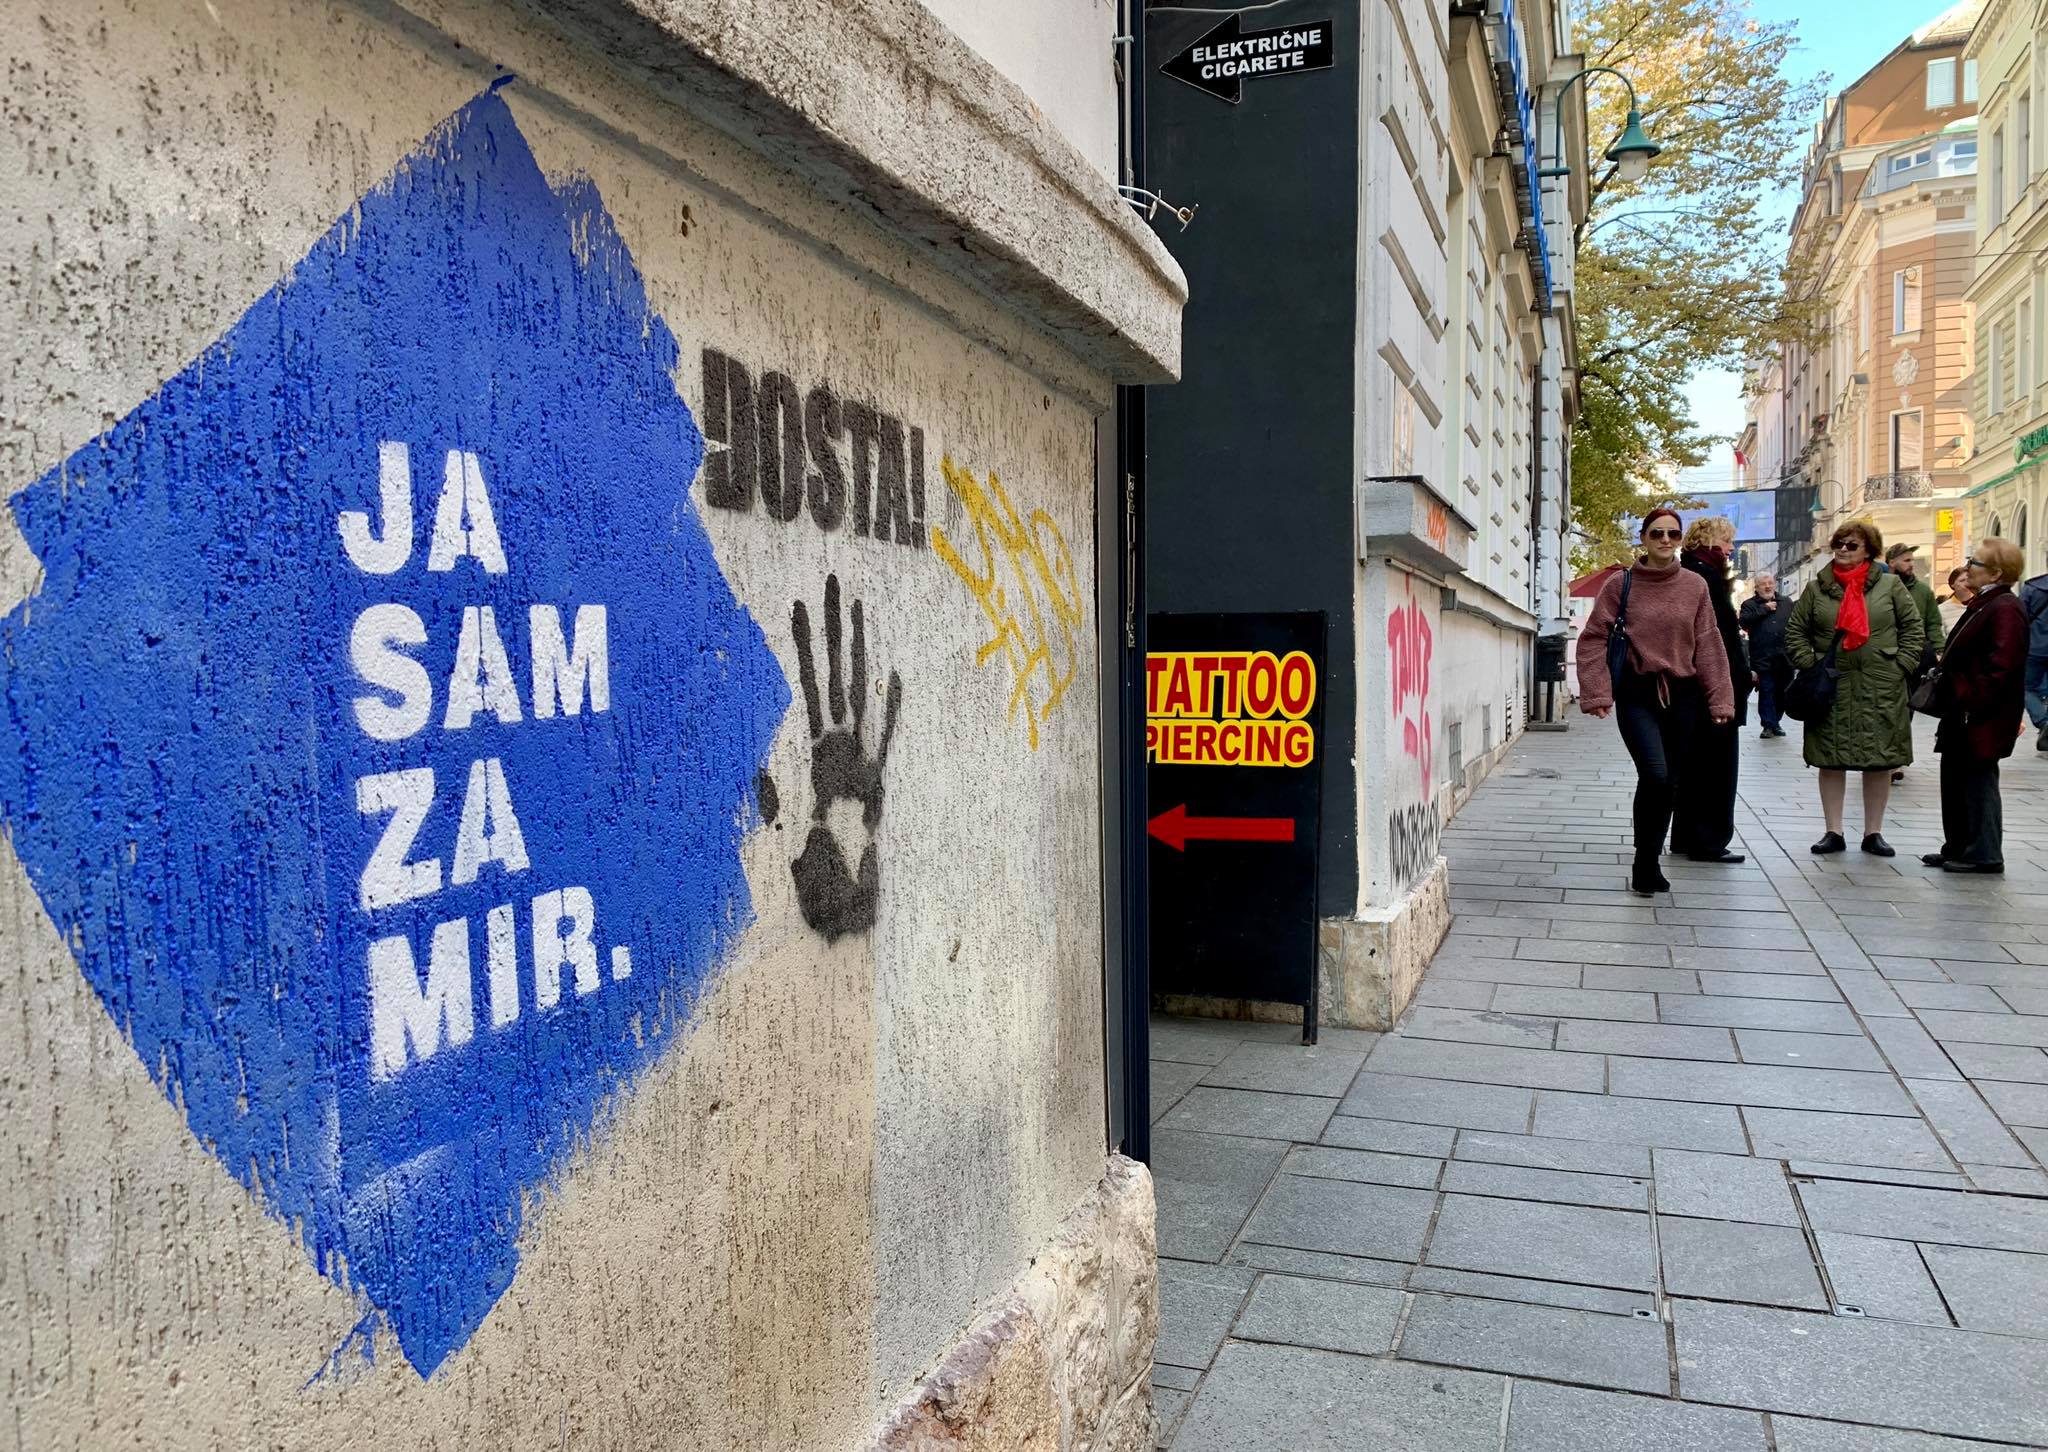 JA
SAM
ZA
MIR.
DOSTA!
ELEKTRIČNE
CIGARETE
TATTOO
PIERCING